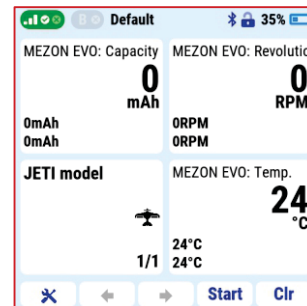 B Default 35%
MEZON EVO: Capacity
0
mAh
0mAh
0mAh
MEZON EVO: Revolutio
0
RPM
0RPM
0RPM
JETI model
1/1
MEZON EVO: Temp.
24
°C
24°C
24°C
Start Clr